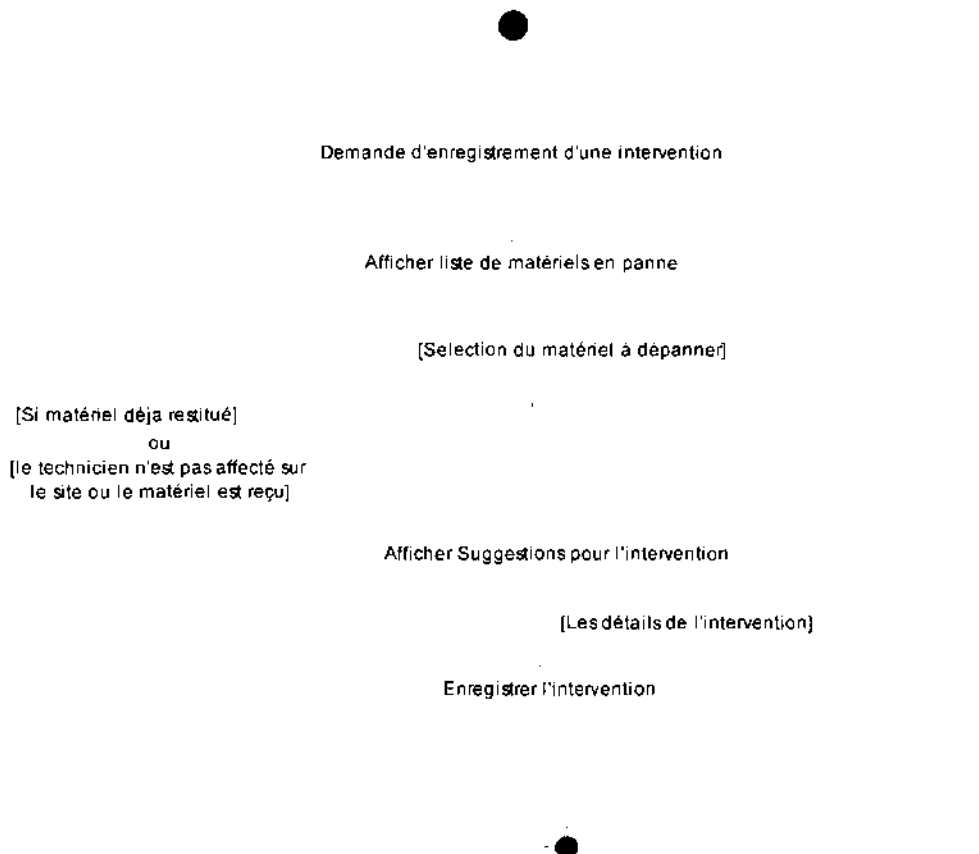 Demande d'enregistrement d'une intervention
Afficher liste de matériels en panne
[Selection du matériel à dépanner]
[Si matériel déja restitué]
ou
[le technicien n'est pas affecté sur
le site ou le matériel est reçu]
Afficher Suggestions pour l'intervention
[Les détails de l'intervention]
Enregistrer l'intervention